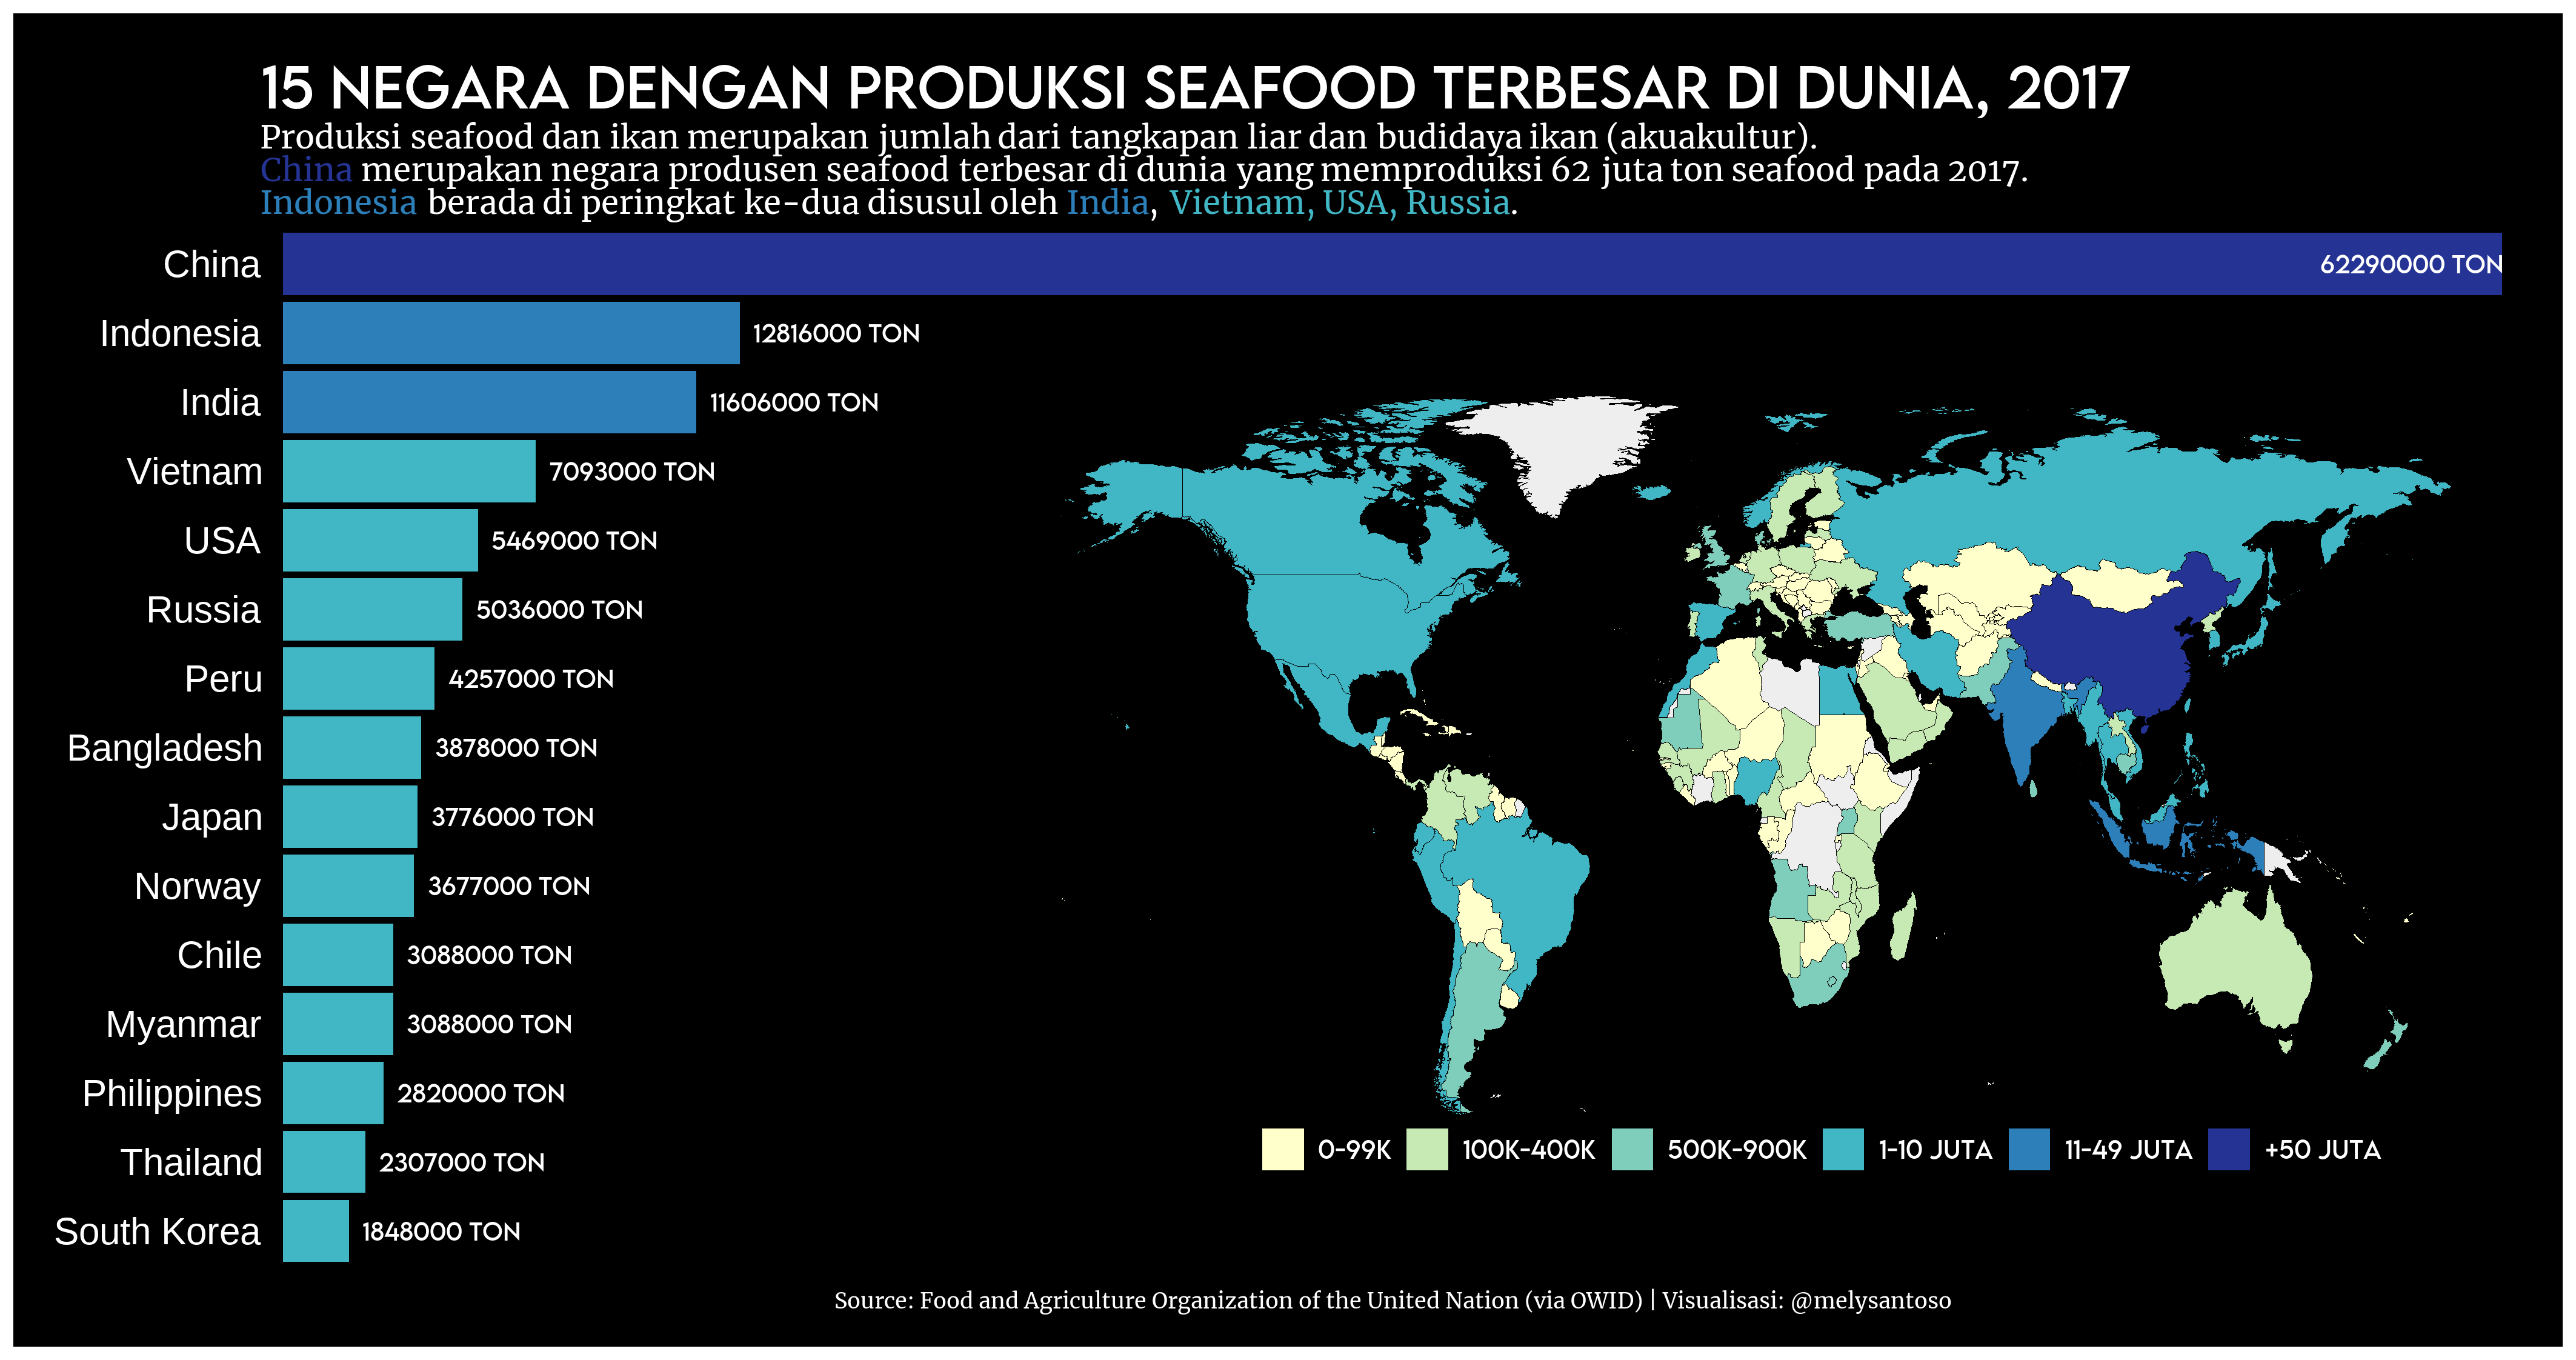 15 NEGARA DENGAN PRODUKSI SEAFOOD TERBESAR DI DUNIA, 2017
Produksi seafood dan ikan merupakan jumlah dari tangkapan liar dan budidaya ikan (akuakultur).
China merupakan negara produsen seafood terbesar di dunia yang memproduksi 62 juta ton seafood pada 2017.
Indonesia berada di peringkat ke-dua disusul oleh India, Vietnam, USA, Russia.
China 62290000 TON
Indonesia 12816000 TON
India 11606000 TON
Vietnam 7093000 TON
USA 5469000 TON
Russia 5036000 TON
Peru 4257000 TON
Bangladesh 3878000 TON
Japan 3776000 TON
Norway 3677000 TON
Chile 3088000 TON
Myanmar 3088000 TON
Philippines 2820000 TON
Thailand 2307000 TON
South Korea 1848000 TON
0-99K 100K-400K 500K-900K 1-10 JUTA 11-49 JUTA +50 JUTA
Source: Food and Agriculture Organization of the United Nation (via OWID) | Visualisasi: @melysantoso